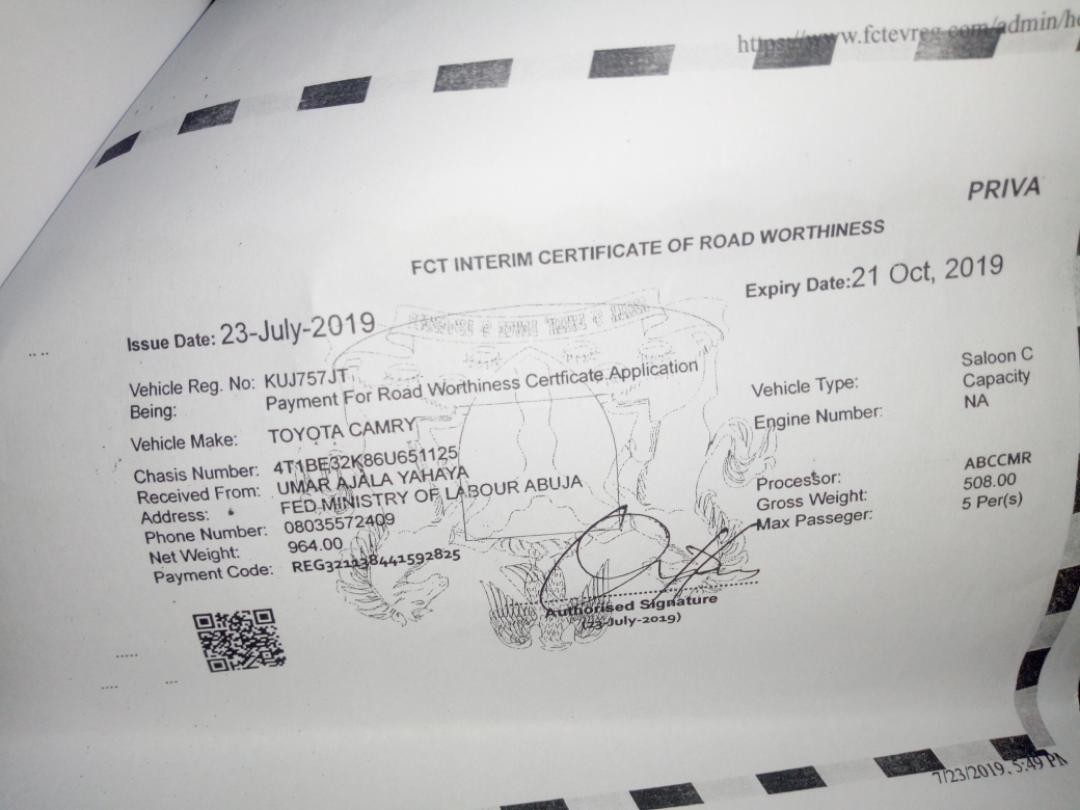 https://www.fctevreg.com/admin/ho
PRIVA
FCT INTERIM CERTIFICATE OF ROAD WORTHINESS
Issue Date: 23-July-2019
Expiry Date:21 Oct, 2019
Vehicle Reg. No: KUJ757JT
Being: Payment For Road Worthiness Certficate Application
Vehicle Make: TOYOTA CAMRY
Chasis Number: 4T1BE32K86U651125
Received From: UMAR AJALA YAHAYA
Address: FED MINISTRY OF LABOUR ABUJA
Phone Number: 08035572409
Net Weight: 964.00
Payment Code: REG321138441592825
Vehicle Type: Saloon C
Capacity
Engine Number: NA
Processor: ABCCMR
Gross Weight: 508.00
Max Passeger: 5 Per(s)
Authorised Signature
(23-July-2019)
7/23/2019, 5:49 PM